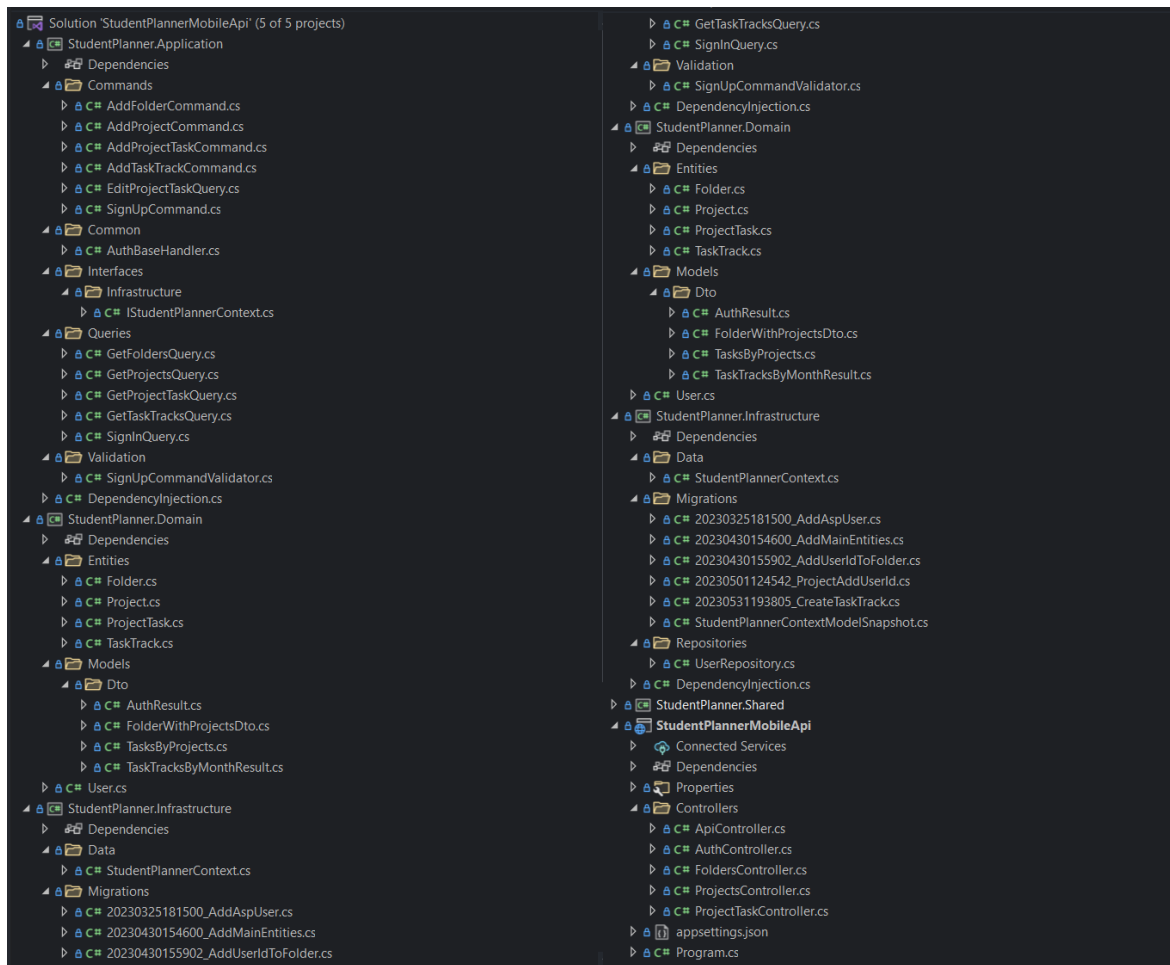 Solution 'StudentPlannerMobileApi' (5 of 5 projects)
StudentPlanner.Application
Dependencies
Commands
C# AddFolderCommand.cs
C# AddProjectCommand.cs
C# AddProjectTaskCommand.cs
C# AddTaskTrackCommand.cs
C# EditProjectTaskQuery.cs
C# SignUpCommand.cs
Common
C# AuthBaseHandler.cs
Interfaces
Infrastructure
C# IStudentPlannerContext.cs
Queries
C# GetFoldersQuery.cs
C# GetProjectsQuery.cs
C# GetProjectTaskQuery.cs
C# GetTaskTracksQuery.cs
C# SignInQuery.cs
Validation
C# SignUpCommandValidator.cs
C# DependencyInjection.cs
C# StudentPlanner.Domain
Dependencies
Entities
C# Folder.cs
C# Project.cs
C# ProjectTask.cs
C# TaskTrack.cs
Models
Dto
C# AuthResult.cs
C# FolderWithProjectsDto.cs
C# TasksByProjects.cs
C# TaskTracksByMonthResult.cs
C# User.cs
C# StudentPlanner.Infrastructure
Dependencies
Data
C# StudentPlannerContext.cs
Migrations
C# 20230325181500_AddAspUser.cs
C# 20230430154600_AddMainEntities.cs
C# 20230430155902_AddUserIdToFolder.cs
C# GetTaskTracksQuery.cs
C# SignInQuery.cs
Validation
C# SignUpCommandValidator.cs
C# DependencyInjection.cs
C# StudentPlanner.Domain
Dependencies
Entities
C# Folder.cs
C# Project.cs
C# ProjectTask.cs
C# TaskTrack.cs
Models
Dto
C# AuthResult.cs
C# FolderWithProjectsDto.cs
C# TasksByProjects.cs
C# TaskTracksByMonthResult.cs
C# User.cs
C# StudentPlanner.Infrastructure
Dependencies
Data
C# StudentPlannerContext.cs
Migrations
C# 20230325181500_AddAspUser.cs
C# 20230430154600_AddMainEntities.cs
C# 20230430155902_AddUserIdToFolder.cs
C# 20230501124542_ProjectAddUserId.cs
C# 20230531193805_CreateTaskTrack.cs
C# StudentPlannerContextModelSnapshot.cs
Repositories
C# UserRepository.cs
C# DependencyInjection.cs
C# StudentPlanner.Shared
StudentPlannerMobileApi
Connected Services
Dependencies
Properties
Controllers
C# ApiController.cs
C# AuthController.cs
C# FoldersController.cs
C# ProjectsController.cs
C# ProjectTaskController.cs
appsettings.json
C# Program.cs